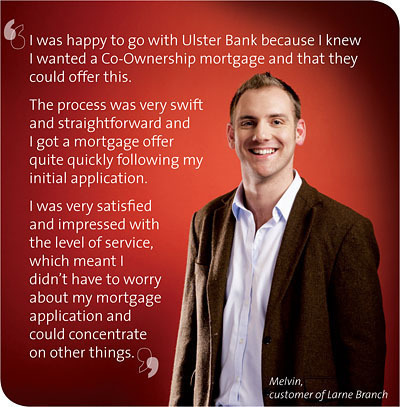 I was happy to go with Ulster Bank because I knew
I wanted a Co-Ownership mortgage and that they
could offer this.
The process was very swift
and straightforward and
I got a mortgage offer
quite quickly following my
initial application.
I was very satisfied
and impressed with
the level of service,
which meant I
didn't have to worry
about my mortgage
application and
could concentrate
on other things.
Melvin,
customer of Larne Branch